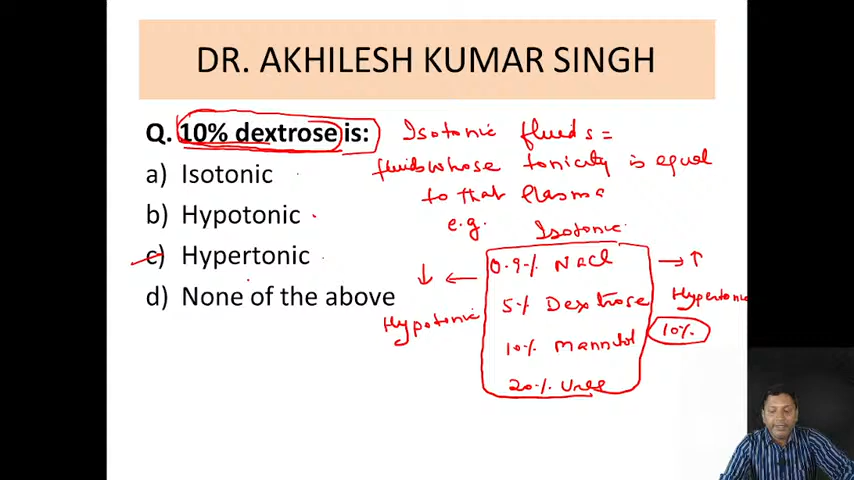 DR. AKHILESH KUMAR SINGH
Q. 10% dextrose is:
a) Isotonic
b) Hypotonic
c) Hypertonic
d) None of the above
Isotonic fluids =
fluids whose tonicity is equal
to that Plasma
e.g.
Isotonic
0.9% NaCl
5% Dextrose
10% Mannitol
20% Urea
↓ ←
Hypotonic
→ ↑
Hypertonic
10%